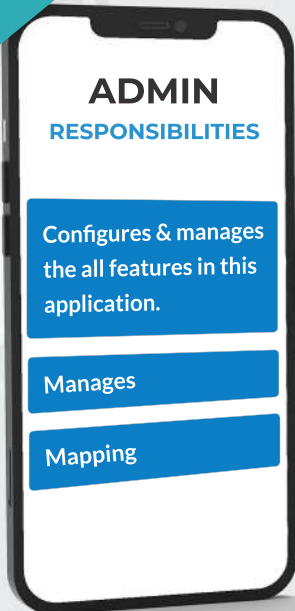 ADMIN
RESPONSIBILITIES
Configures & manages
the all features in this
application.
Manages
Mapping